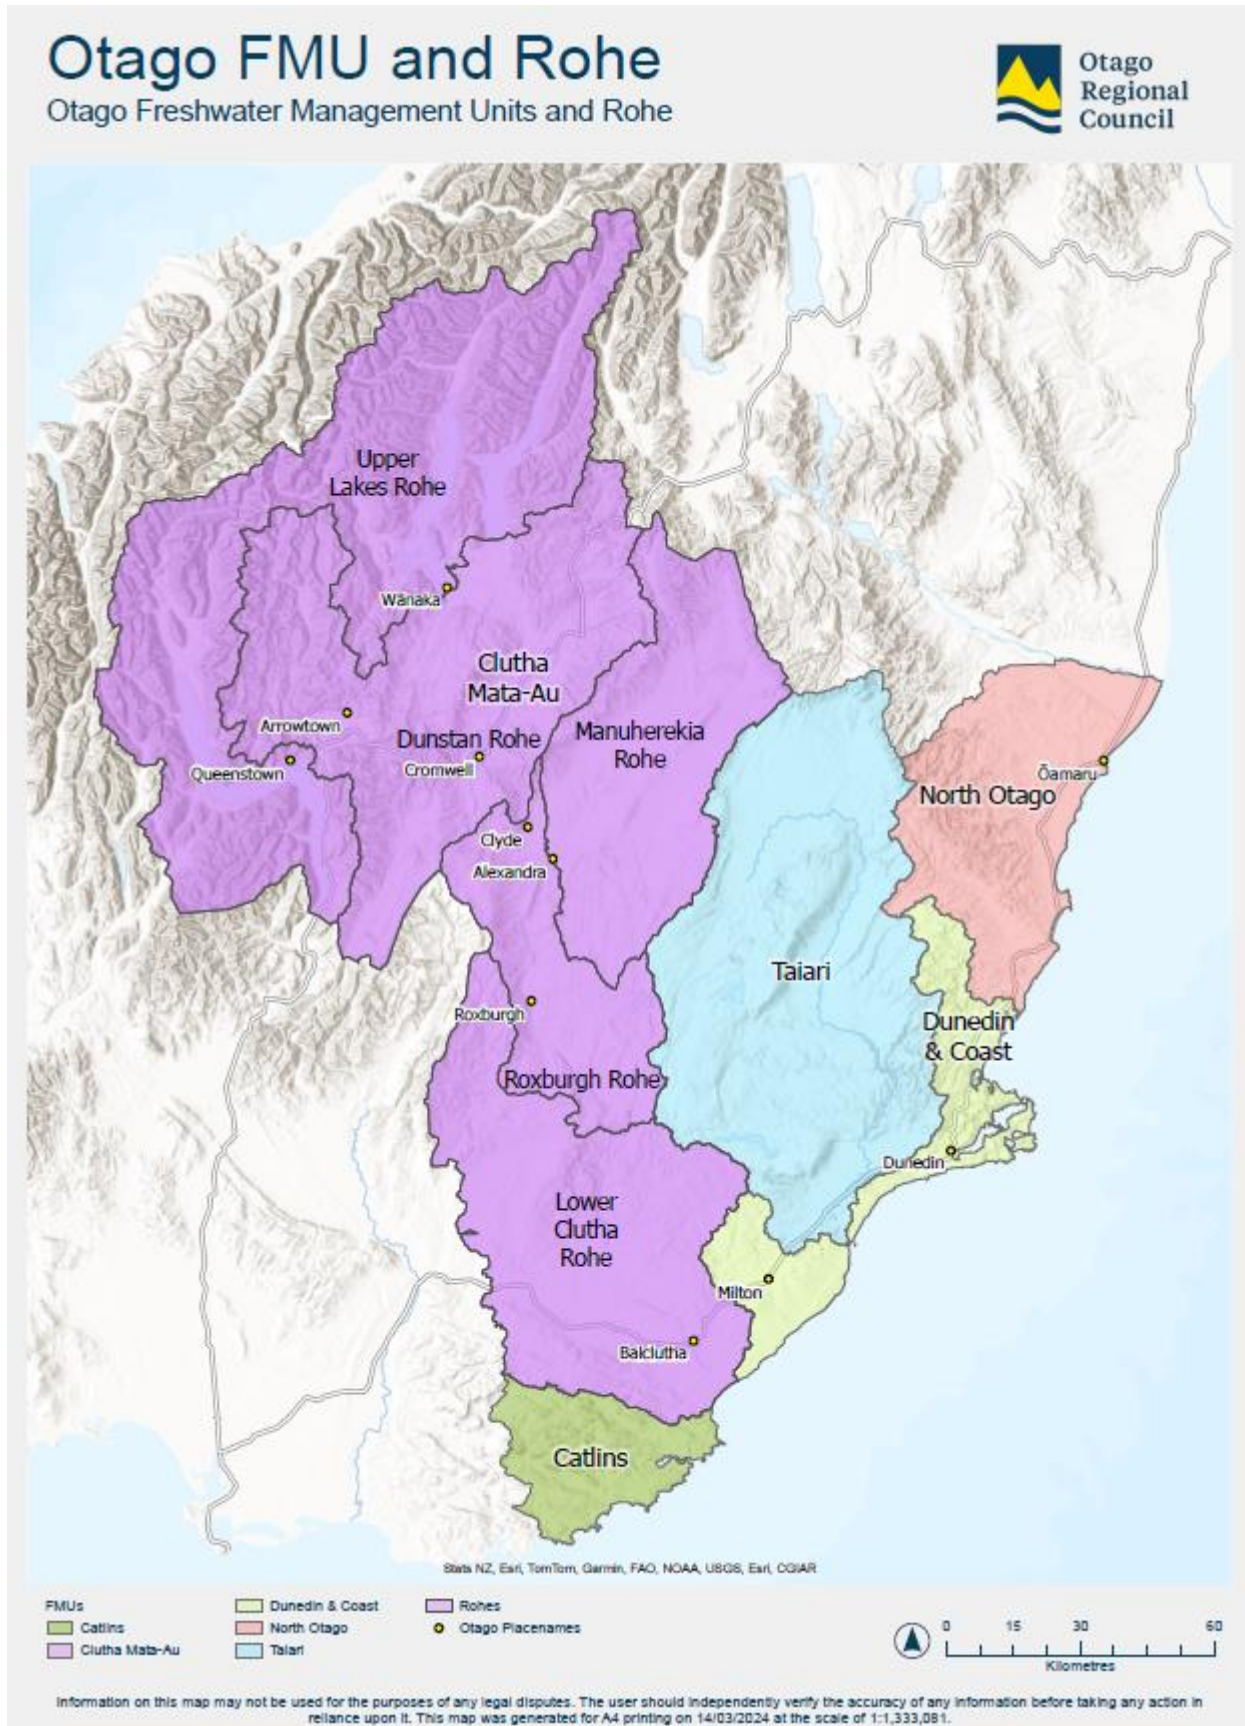 Otago FMU and Rohe
Otago Freshwater Management Units and Rohe
Otago
Regional
Council
Upper
Lakes Rohe
Wānaka
Clutha
Mata-Au
Arrowtown
Dunstan Rohe
Manuherekia
Rohe
Queenstown
Cromwell
Ōamaru
North Otago
Clyde
Alexandra
Taiari
Roxburgh
Dunedin
& Coast
Roxburgh Rohe
Dunedin
Lower
Clutha
Rohe
Milton
Balclutha
Catlins
Stats NZ, Esri, TomTom, Garmin, FAO, NOAA, USGS, Esri, CGIAR
FMUs
Catlins
Clutha Mata-Au
Dunedin & Coast
North Otago
Taiari
Rohes
Otago Placenames
0 15 30 60
Kilometres
Information on this map may not be used for the purposes of any legal disputes. The user should independently verify the accuracy of any information before taking any action in
reliance upon it. This map was generated for A4 printing on 14/03/2024 at the scale of 1:1,333,081.